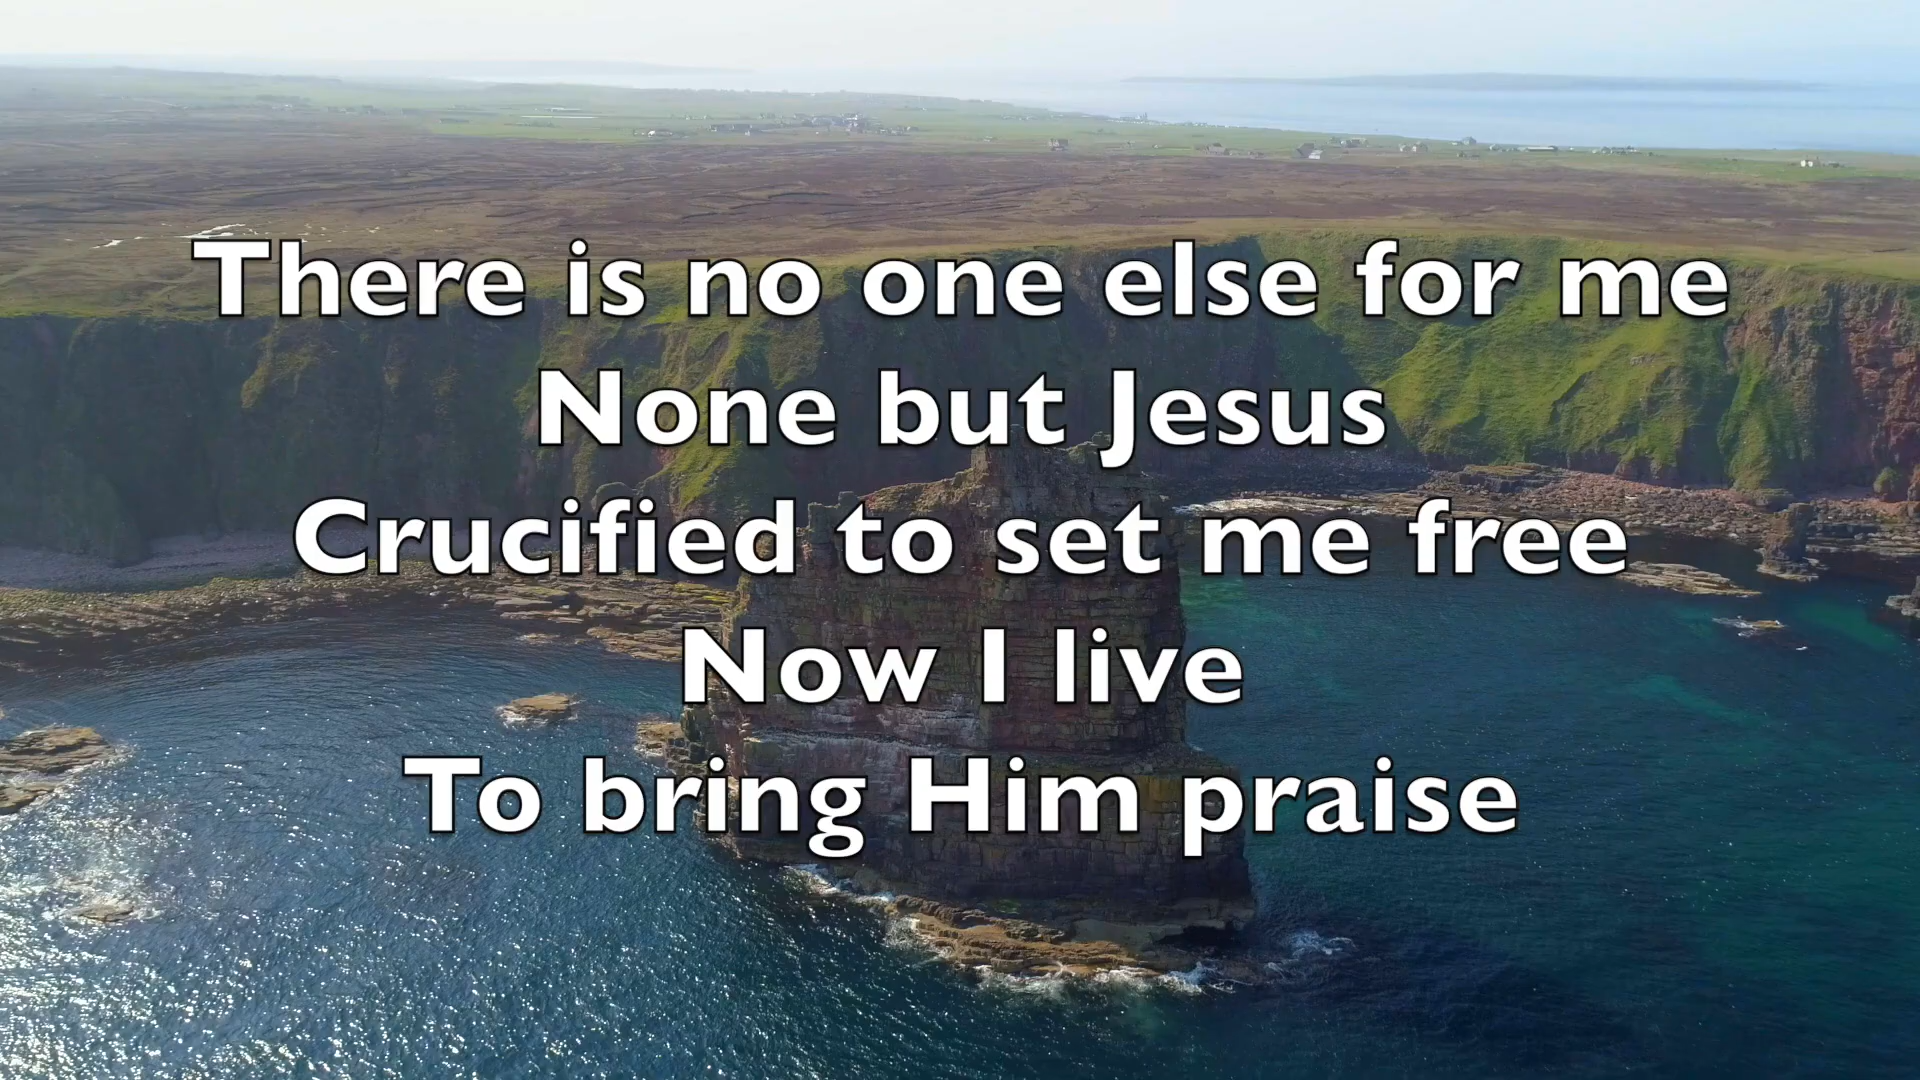 There is no one else for me
None but Jesus
Crucified to set me free
Now I live
To bring Him praise